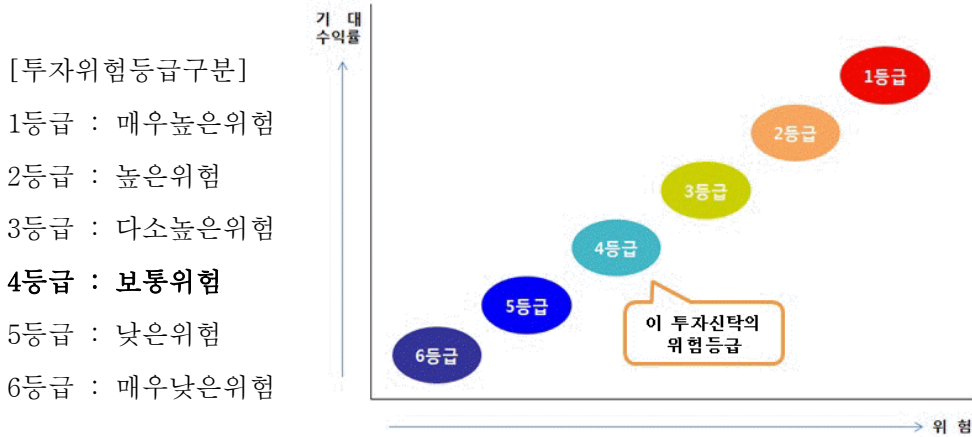 [투자위험등급구분]
1등급 : 매우높은위험
2등급 : 높은위험
3등급 : 다소높은위험
4등급 : 보통위험
5등급 : 낮은위험
6등급 : 매우낮은위험
기 대
수익률
1등급
2등급
3등급
4등급
5등급
6등급
이 투자신탁의
위험등급
위 험